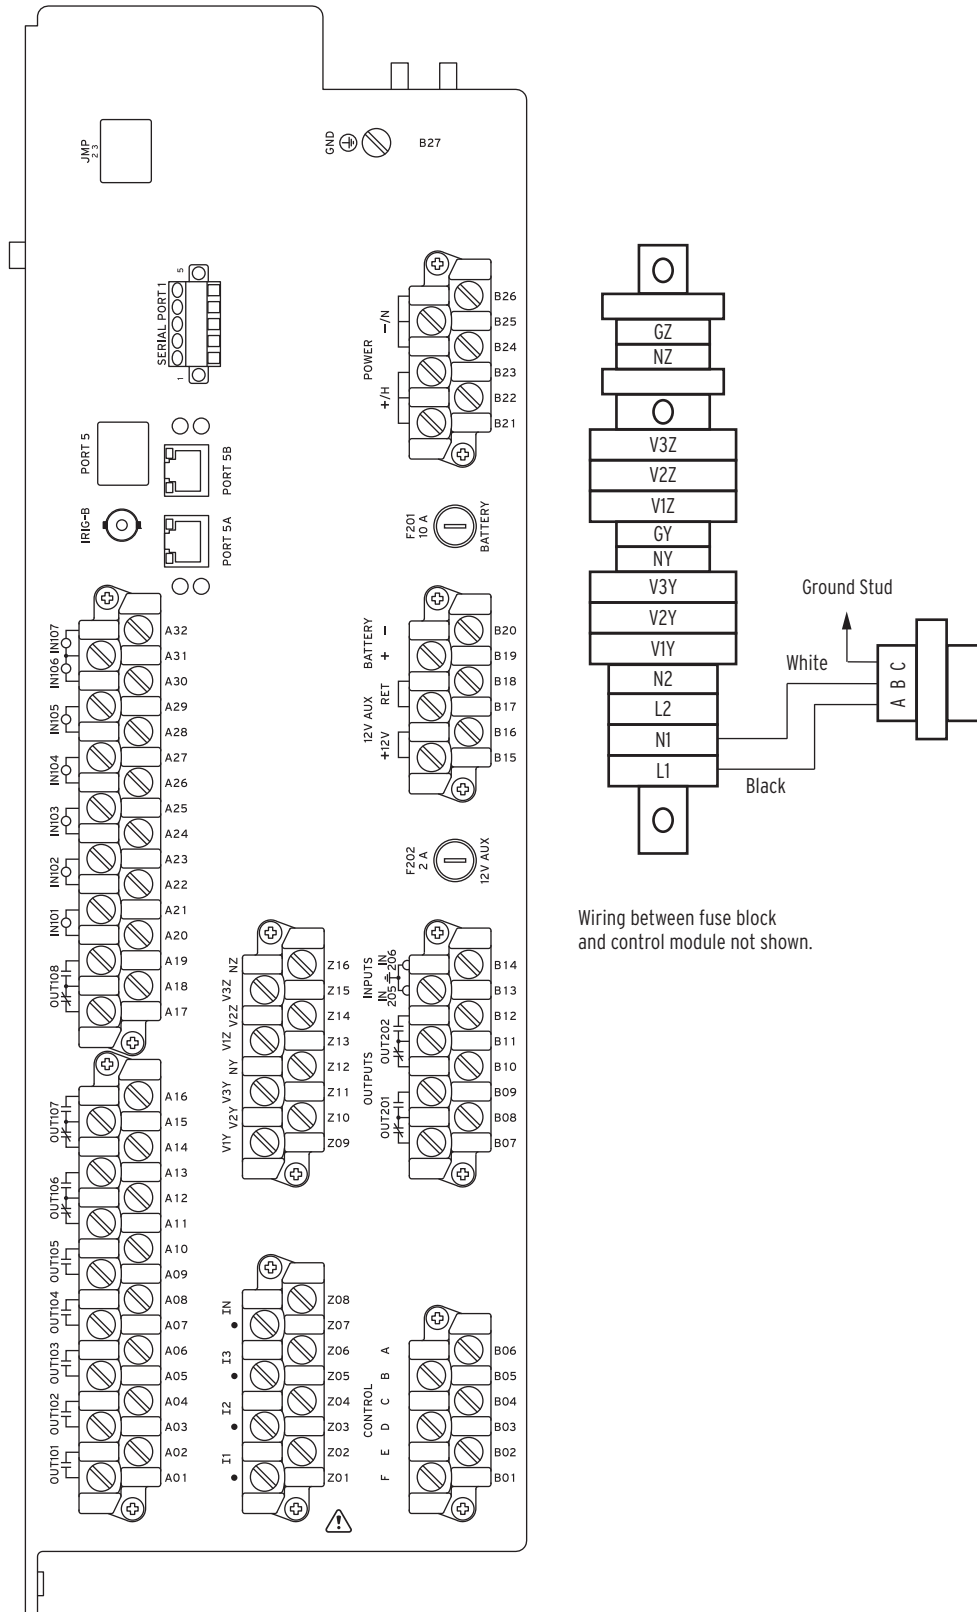 JMP
2 3
GND
B27
SERIAL PORT 1
5
1
POWER
+/H
−/N
B26
B25
B24
B23
B22
B21
PORT 5
PORT 5B
IRIG-B
PORT 5A
F201
10 A
BATTERY
IN101
IN102
IN103
IN104
IN105
IN106
IN107
OUT108
A32
A31
A30
A29
A28
A27
A26
A25
A24
A23
A22
A21
A20
A19
A18
A17
BATTERY
+ −
12V AUX
+12V
RET
B20
B19
B18
B17
B16
B15
F202
2 A
12V AUX
OUT101
OUT102
OUT103
OUT104
OUT105
OUT106
OUT107
A16
A15
A14
A13
A12
A11
A10
A09
A08
A07
A06
A05
A04
A03
A02
A01
V1Y
V2Y
V3Y
NY
V1Z
V2Z
V3Z
NZ
Z16
Z15
Z14
Z13
Z12
Z11
Z10
Z09
OUTPUTS
INPUTS
OUT201
OUT202
IN
205
IN
206
B14
B13
B12
B11
B10
B09
B08
B07
I1
I2
I3
IN
Z08
Z07
Z06
Z05
Z04
Z03
Z02
Z01
CONTROL
F E D C B A
B06
B05
B04
B03
B02
B01
GZ
NZ
V3Z
V2Z
V1Z
GY
NY
V3Y
V2Y
V1Y
N2
L2
N1
L1
Ground Stud
White
Black
A B C
Wiring between fuse block
and control module not shown.